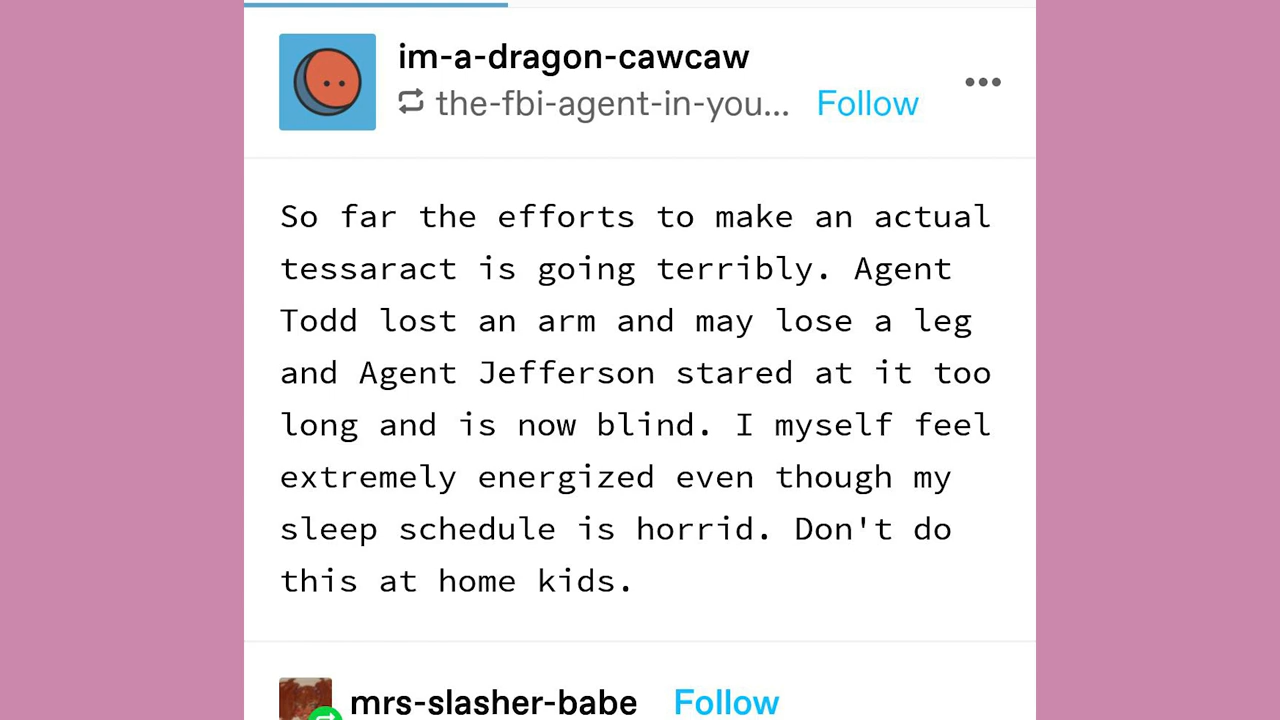 im-a-dragon-cawcaw
the-fbi-agent-in-you... Follow
So far the efforts to make an actual
tessaract is going terribly. Agent
Todd lost an arm and may lose a leg
and Agent Jefferson stared at it too
long and is now blind. I myself feel
extremely energized even though my
sleep schedule is horrid. Don't do
this at home kids.
mrs-slasher-babe Follow